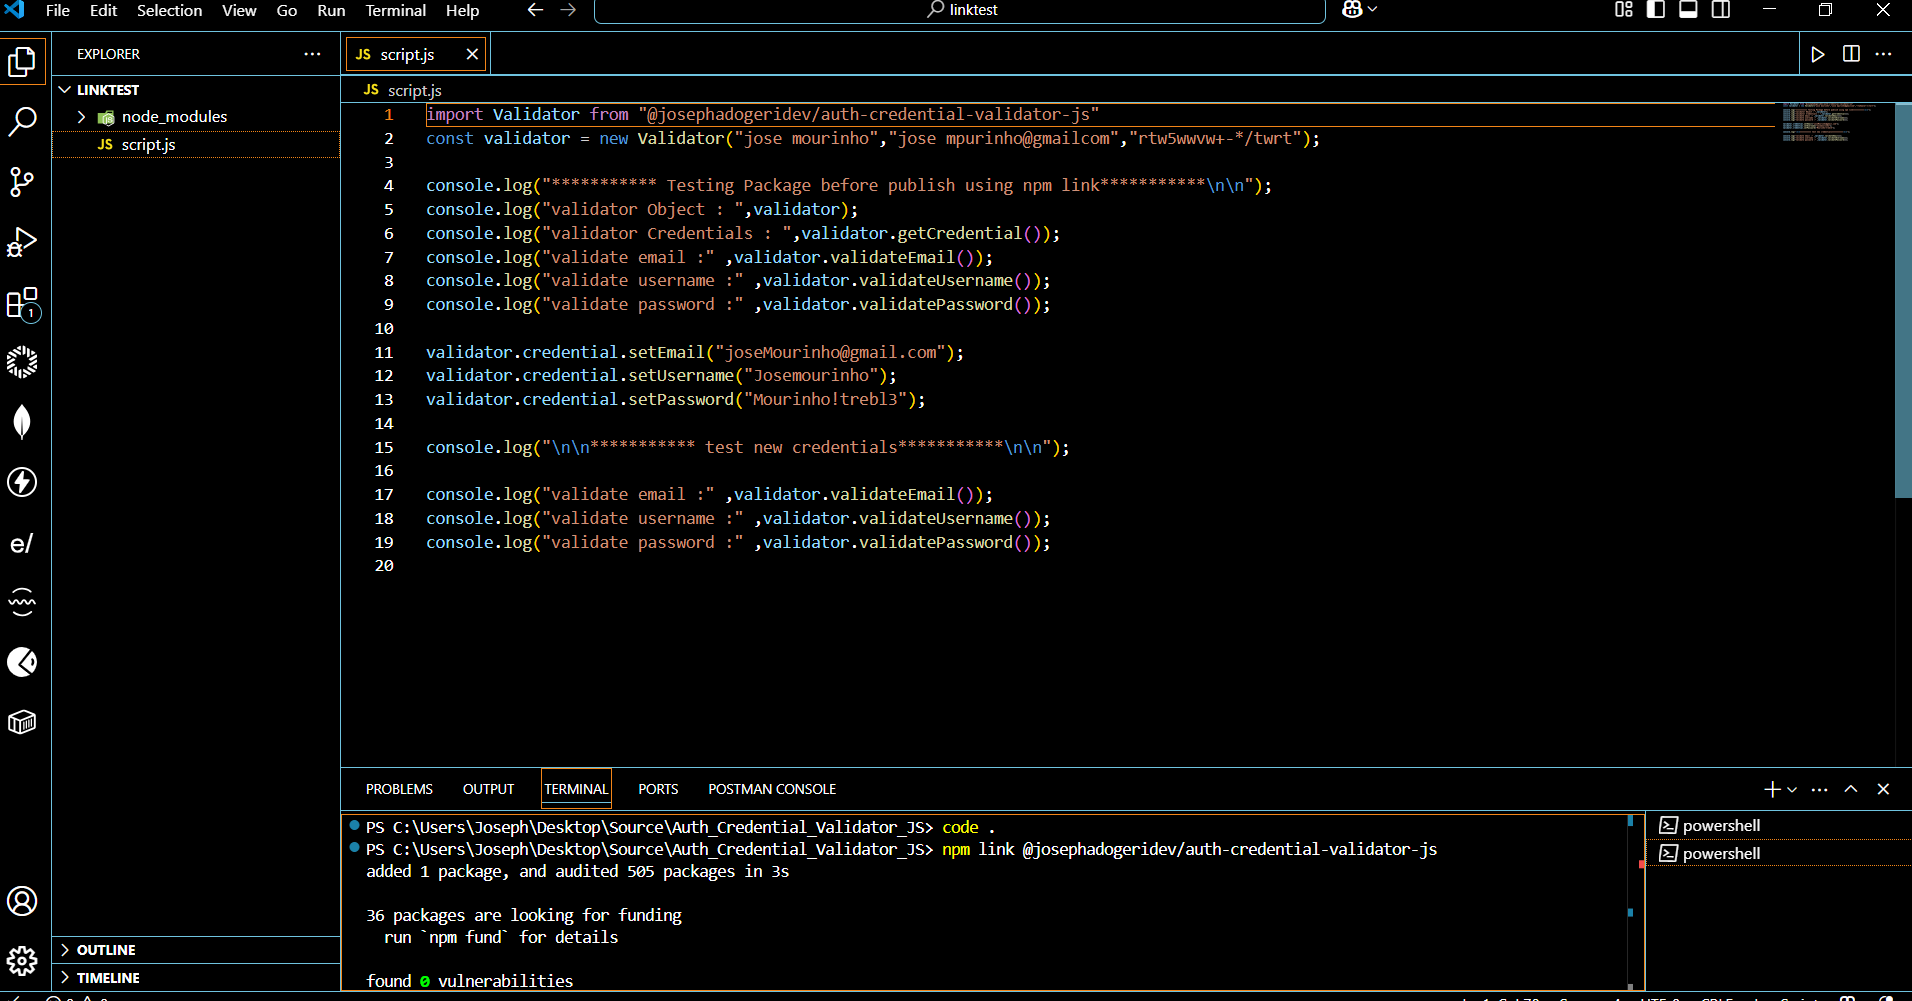 File Edit Selection View Go Run Terminal Help
linktest
EXPLORER
LINKTEST
node_modules
JS script.js
1
e/
OUTLINE
TIMELINE
JS script.js
JS script.js
1 import Validator from "@josephadogeridev/auth-credential-validator-js"
2 const validator = new Validator("jose mourinho","jose mpurinho@gmailcom","rtw5wwvw+-*/twrt");
3
4 console.log("*********** Testing Package before publish using npm link***********\n\n");
5 console.log("validator Object : ",validator);
6 console.log("validator Credentials : ",validator.getCredential());
7 console.log("validate email :" ,validator.validateEmail());
8 console.log("validate username :" ,validator.validateUsername());
9 console.log("validate password :" ,validator.validatePassword());
10
11 validator.credential.setEmail("joseMourinho@gmail.com");
12 validator.credential.setUsername("Josemourinho");
13 validator.credential.setPassword("Mourinho!trebl3");
14
15 console.log("\n\n*********** test new credentials***********\n\n");
16
17 console.log("validate email :" ,validator.validateEmail());
18 console.log("validate username :" ,validator.validateUsername());
19 console.log("validate password :" ,validator.validatePassword());
20
PROBLEMS OUTPUT TERMINAL PORTS POSTMAN CONSOLE
PS C:\Users\Joseph\Desktop\Source\Auth_Credential_Validator_JS> code .
PS C:\Users\Joseph\Desktop\Source\Auth_Credential_Validator_JS> npm link @josephadogeridev/auth-credential-validator-js
added 1 package, and audited 505 packages in 3s
36 packages are looking for funding
run `npm fund` for details
found 0 vulnerabilities
powershell
powershell